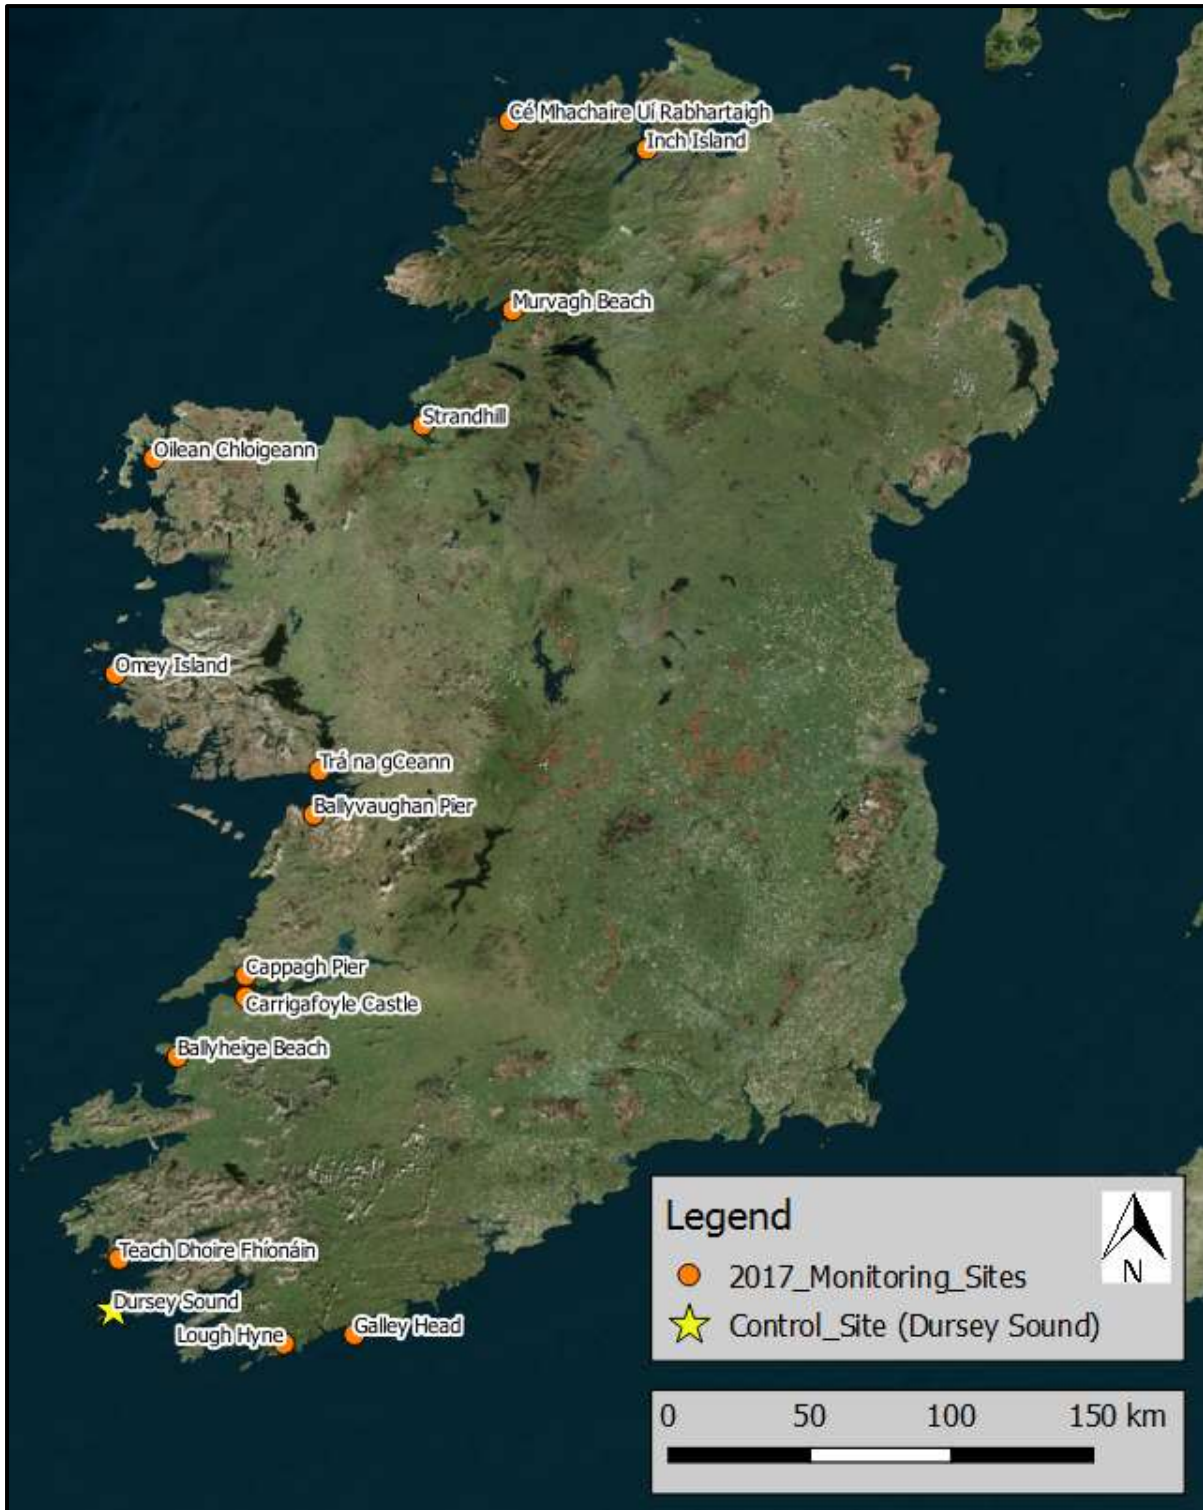 Cé Mhachaire Uí Rabhartaigh
Inch Island
Murvagh Beach
Strandhill
Oilean Chloigeann
Omey Island
Trá na gCeann
Ballyvaughan Pier
Cappagh Pier
Carrigafoyle Castle
Ballyheige Beach
Teach Dhoire Fhíonáin
Dursey Sound
Lough Hyne
Galley Head
Legend
N
2017_Monitoring_Sites
Control_Site (Dursey Sound)
0 50 100 150 km